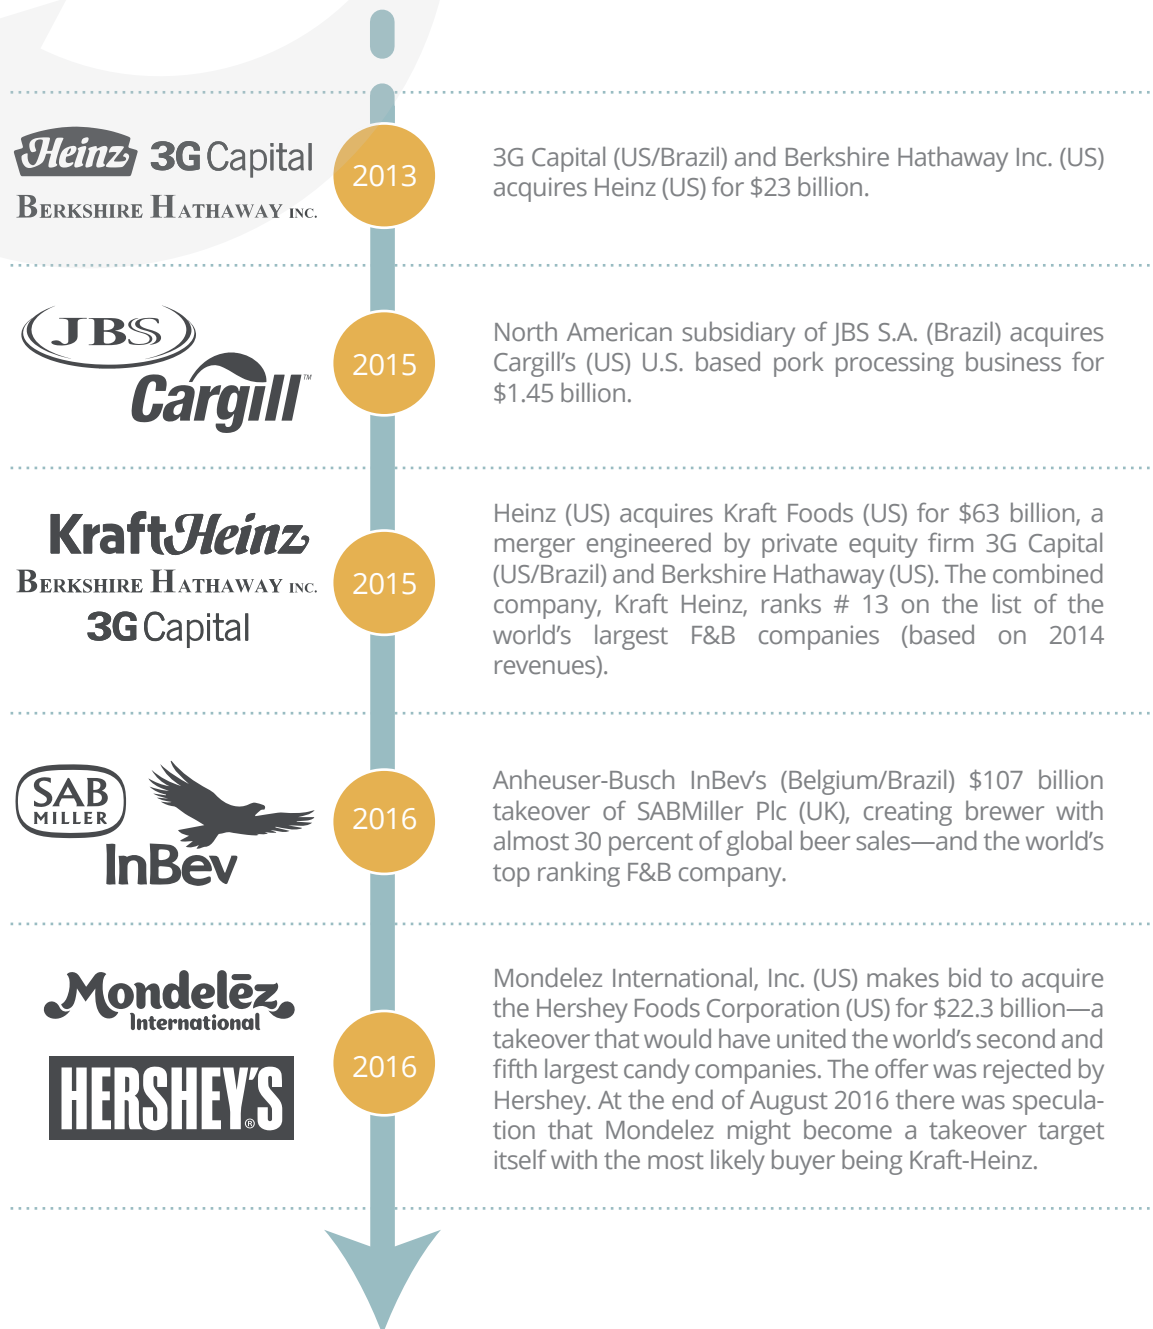 Heinz 3G Capital
BERKSHIRE HATHAWAY INC.
2013
3G Capital (US/Brazil) and Berkshire Hathaway Inc. (US)
acquires Heinz (US) for $23 billion.
JBS
Cargill™
2015
North American subsidiary of JBS S.A. (Brazil) acquires
Cargill’s (US) U.S. based pork processing business for
$1.45 billion.
KraftHeinz
BERKSHIRE HATHAWAY INC.
3G Capital
2015
Heinz (US) acquires Kraft Foods (US) for $63 billion, a
merger engineered by private equity firm 3G Capital
(US/Brazil) and Berkshire Hathaway (US). The combined
company, Kraft Heinz, ranks # 13 on the list of the
world’s largest F&B companies (based on 2014
revenues).
SAB
MILLER
InBev
2016
Anheuser-Busch InBev’s (Belgium/Brazil) $107 billion
takeover of SABMiller Plc (UK), creating brewer with
almost 30 percent of global beer sales—and the world’s
top ranking F&B company.
Mondelēz
International
HERSHEY’S®
2016
Mondelez International, Inc. (US) makes bid to acquire
the Hershey Foods Corporation (US) for $22.3 billion—a
takeover that would have united the world’s second and
fifth largest candy companies. The offer was rejected by
Hershey. At the end of August 2016 there was specula-
tion that Mondelez might become a takeover target
itself with the most likely buyer being Kraft-Heinz.